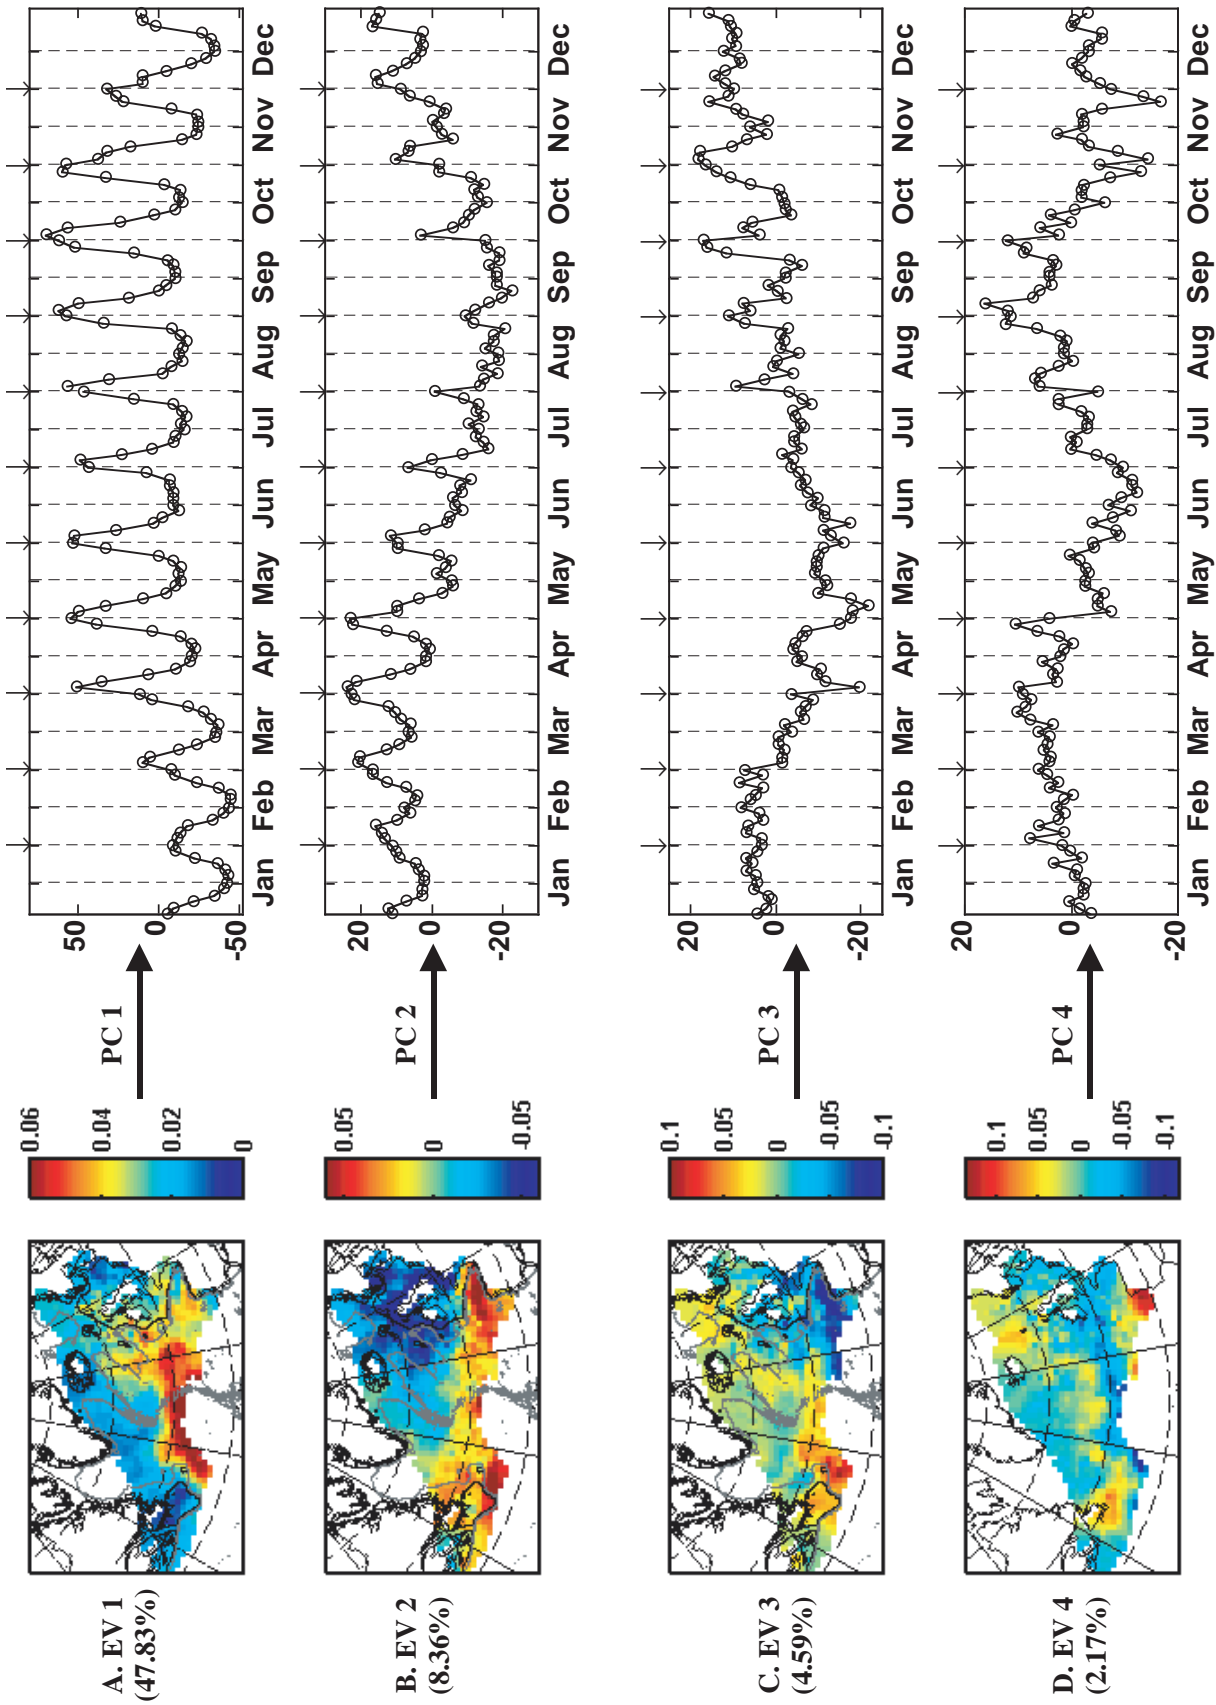 A. EV 1
(47.83%)
0.06
0.04
0.02
0
PC 1
50
0
-50
Jan Feb Mar Apr May Jun Jul Aug Sep Oct Nov Dec
B. EV 2
(8.36%)
0.05
0
-0.05
PC 2
20
0
-20
Jan Feb Mar Apr May Jun Jul Aug Sep Oct Nov Dec
C. EV 3
(4.59%)
0.1
0.05
0
-0.05
-0.1
PC 3
20
0
-20
Jan Feb Mar Apr May Jun Jul Aug Sep Oct Nov Dec
D. EV 4
(2.17%)
0.1
0.05
0
-0.05
-0.1
PC 4
20
0
-20
Jan Feb Mar Apr May Jun Jul Aug Sep Oct Nov Dec